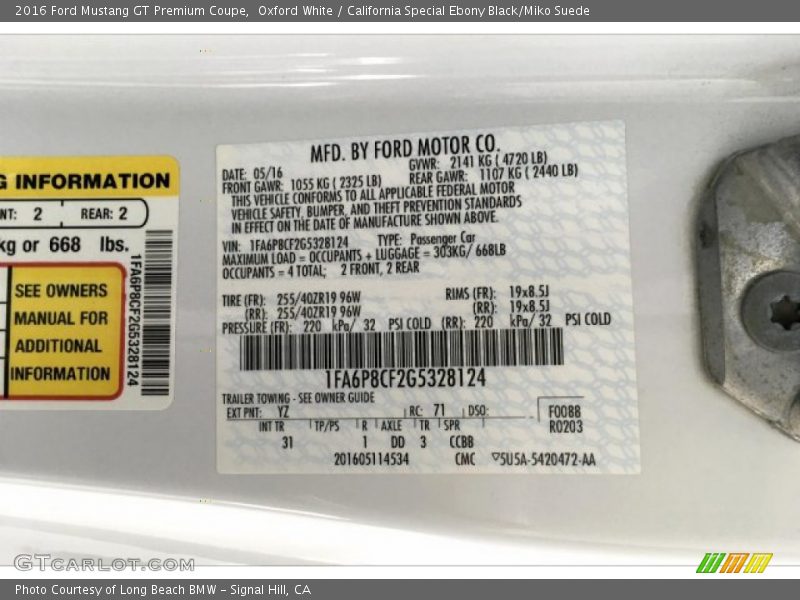 2016 Ford Mustang GT Premium Coupe,  Oxford White / California Special Ebony Black/Miko Suede
G INFORMATION
NT: 2 REAR: 2
kg or 668 lbs.
SEE OWNERS
MANUAL FOR
ADDITIONAL
INFORMATION
1FA6P8CF2G5328124
MFD. BY FORD MOTOR CO.
DATE: 05/16 GVWR: 2141 KG ( 4720 LB)
FRONT GAWR: 1055 KG ( 2325 LB) REAR GAWR: 1107 KG ( 2440 LB)
THIS VEHICLE CONFORMS TO ALL APPLICABLE FEDERAL MOTOR
VEHICLE SAFETY, BUMPER, AND THEFT PREVENTION STANDARDS
IN EFFECT ON THE DATE OF MANUFACTURE SHOWN ABOVE.
VIN: 1FA6P8CF2G5328124 TYPE: Passenger Car
MAXIMUM LOAD = OCCUPANTS + LUGGAGE = 303KG/ 668LB
OCCUPANTS = 4 TOTAL; 2 FRONT, 2 REAR
TIRE (FR): 255/40ZR19 96W RIMS (FR): 19x8.5J
(RR): 255/40ZR19 96W (RR): 19x8.5J
PRESSURE (FR): 220 kPa/ 32 PSI COLD (RR): 220 kPa/ 32 PSI COLD
1FA6P8CF2G5328124
TRAILER TOWING - SEE OWNER GUIDE
EXT PNT: YZ RC: 71 DSO: F0088
R0203
INT TR TP/PS R AXLE TR SPR
31 1 DD 3 CCBB
201605114534 CMC 5U5A-5420472-AA
GTCARLOT.COM
Photo Courtesy of Long Beach BMW - Signal Hill, CA